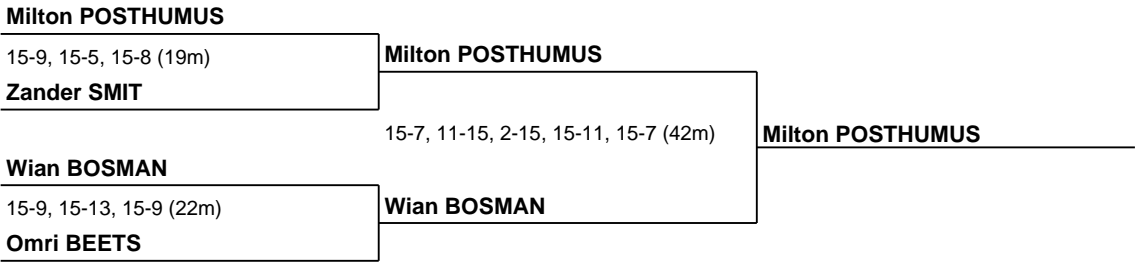 Milton POSTHUMUS
15-9, 15-5, 15-8 (19m)
Zander SMIT
Milton POSTHUMUS
15-7, 11-15, 2-15, 15-11, 15-7 (42m)
Milton POSTHUMUS
Wian BOSMAN
15-9, 15-13, 15-9 (22m)
Omri BEETS
Wian BOSMAN